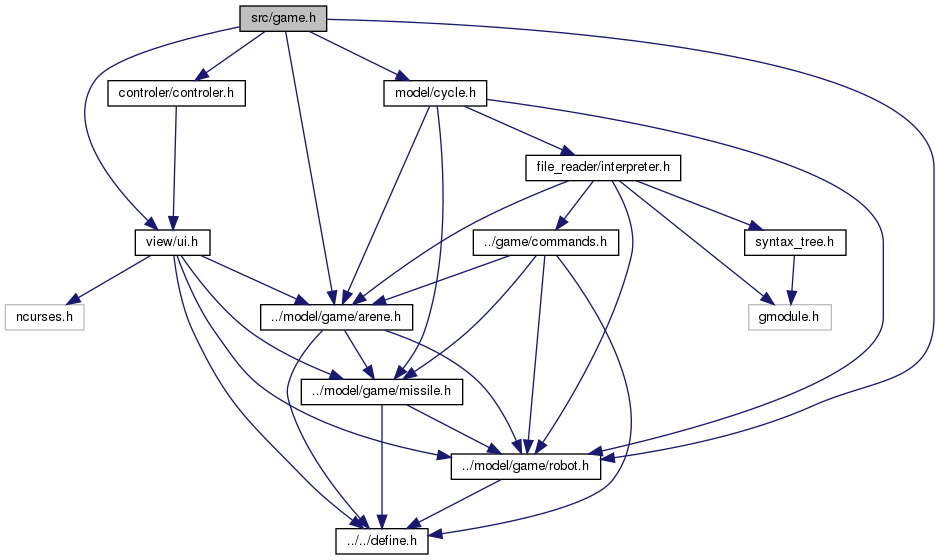 src/game.h
controler/controler.h
model/cycle.h
file_reader/interpreter.h
view/ui.h
../game/commands.h
syntax_tree.h
ncurses.h
../model/game/arene.h
gmodule.h
../model/game/missile.h
../model/game/robot.h
../../define.h